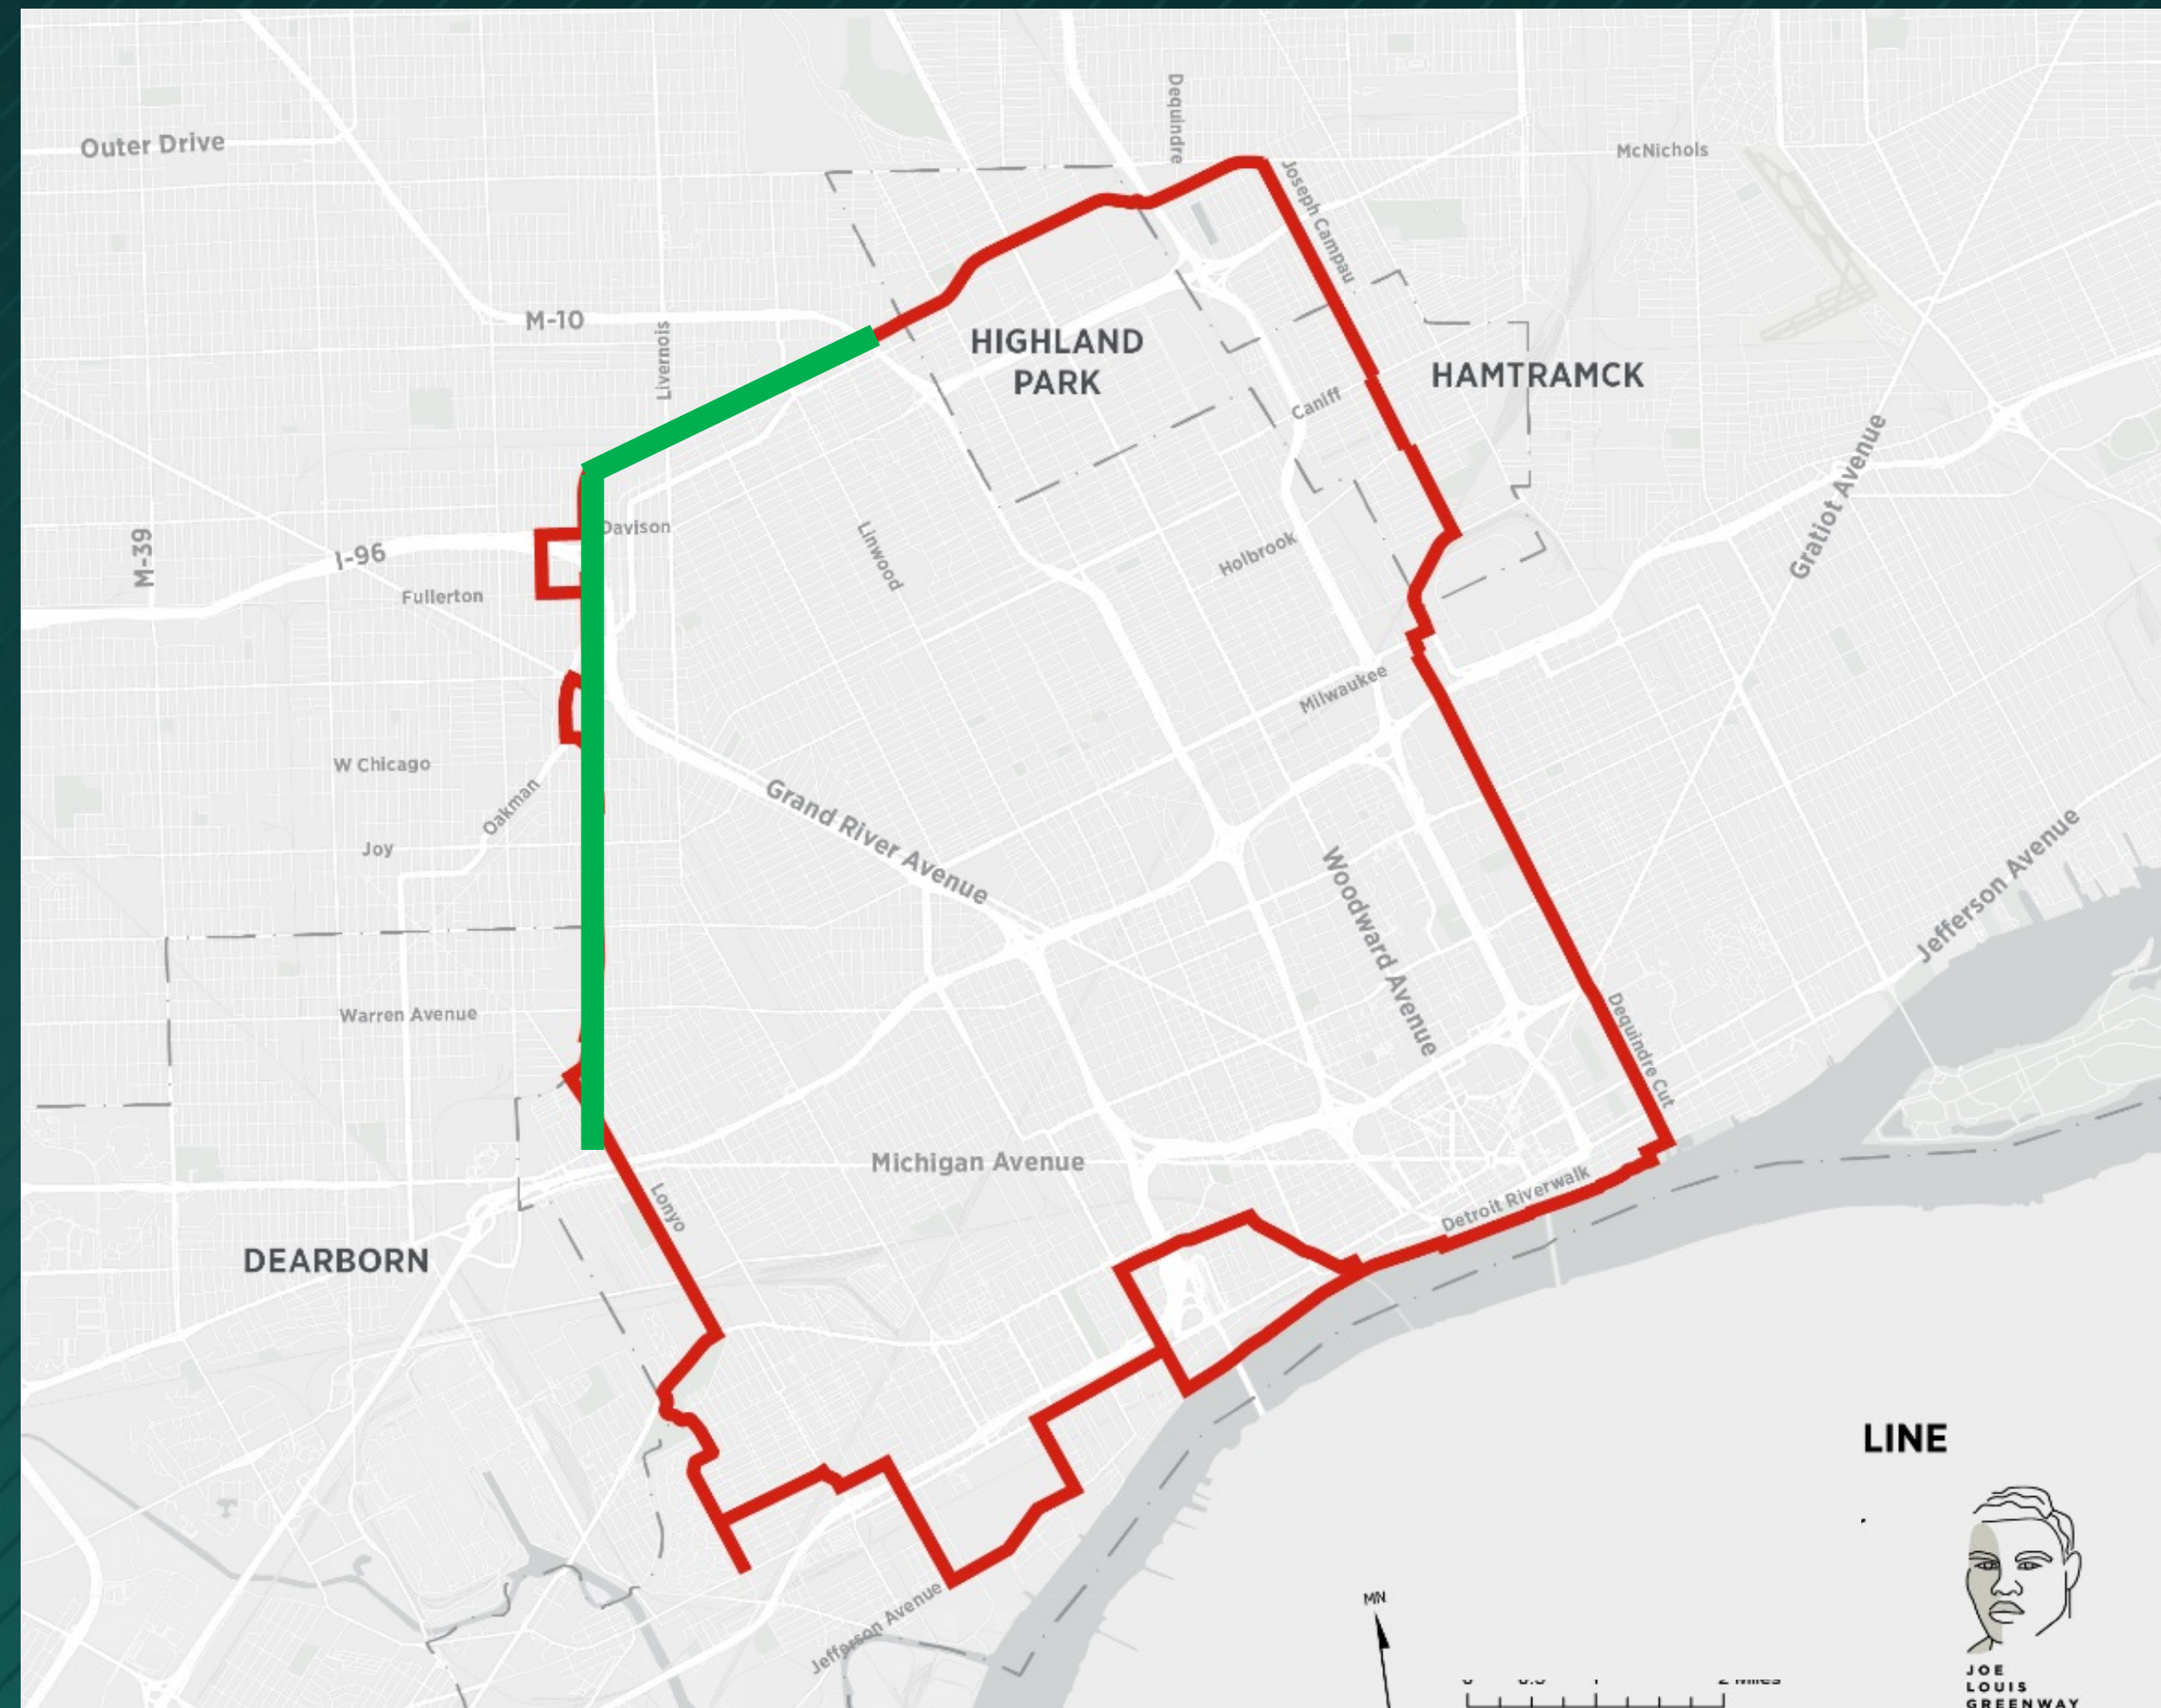 Dequindre
Outer Drive
McNichols
Joseph Campau
M-10
Livernois
HIGHLAND
PARK
HAMTRAMCK
Caniff
Gratiot Avenue
Davison
Linwood
M-39
I-96
Holbrook
Fullerton
Milwaukee
W Chicago
Oakman
Grand River Avenue
Joy
Woodward Avenue
Jefferson Avenue
Warren Avenue
Dequindre Cut
Michigan Avenue
Lonyo
Detroit Riverwalk
DEARBORN
LINE
MN
Jefferson Avenue
JOE
LOUIS
GREENWAY